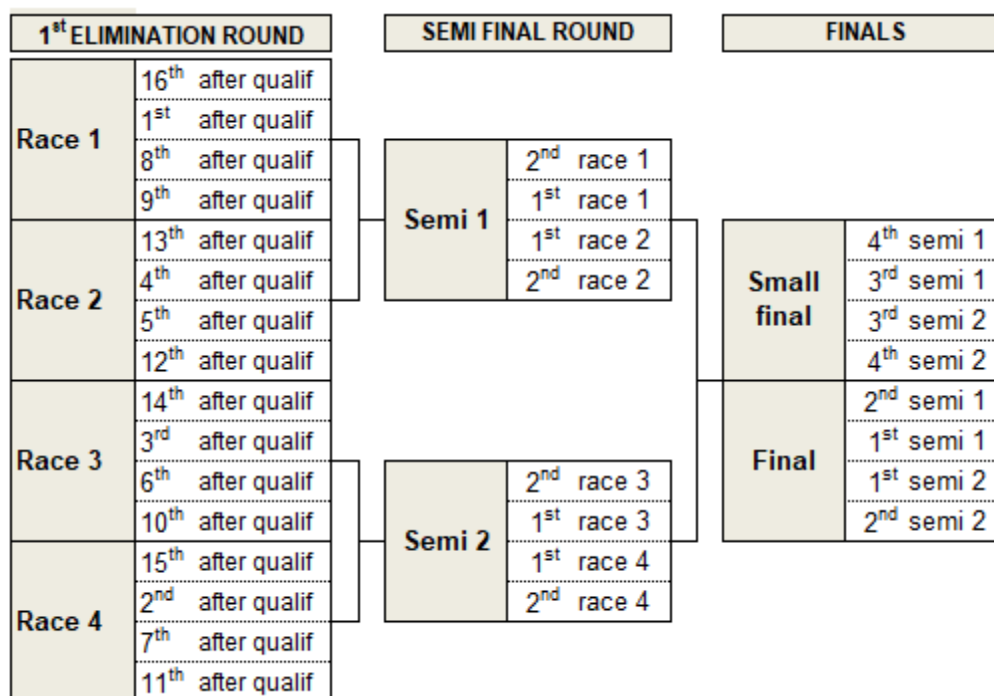 1st ELIMINATION ROUND
SEMI FINAL ROUND
FINALS
Race 1
16th after qualif
1st after qualif
8th after qualif
9th after qualif
Race 2
13th after qualif
4th after qualif
5th after qualif
12th after qualif
Race 3
14th after qualif
3rd after qualif
6th after qualif
10th after qualif
Race 4
15th after qualif
2nd after qualif
7th after qualif
11th after qualif
Semi 1
2nd race 1
1st race 1
1st race 2
2nd race 2
Semi 2
2nd race 3
1st race 3
1st race 4
2nd race 4
Small
final
4th semi 1
3rd semi 1
3rd semi 2
4th semi 2
Final
2nd semi 1
1st semi 1
1st semi 2
2nd semi 2